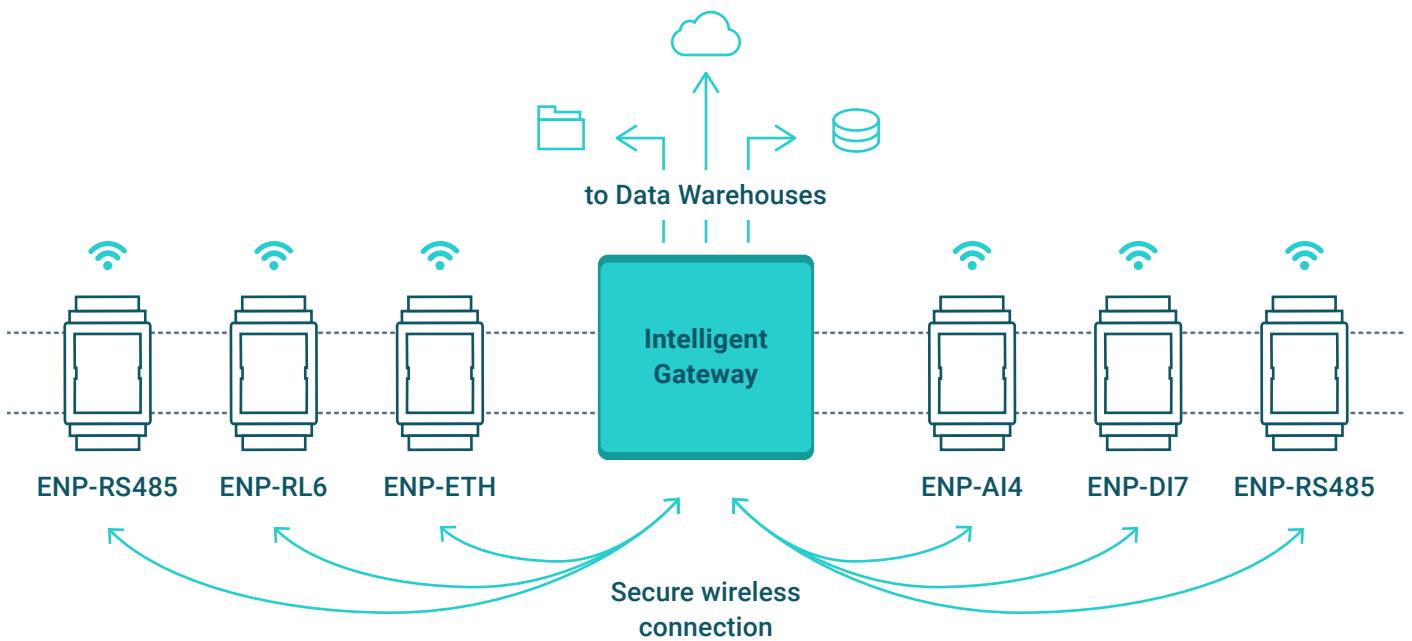 to Data Warehouses
Intelligent
Gateway
ENP-RS485
ENP-RL6
ENP-ETH
ENP-AI4
ENP-DI7
ENP-RS485
Secure wireless
connection